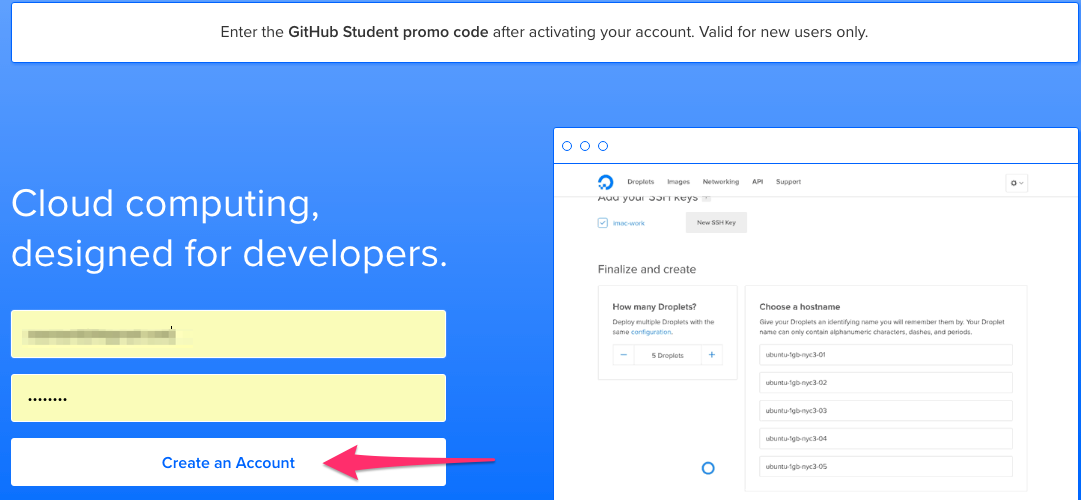 Enter the GitHub Student promo code after activating your account. Valid for new users only.
Cloud computing,
designed for developers.
••••••••
Create an Account
Droplets Images Networking API Support
Add your SSH keys
imac-work New SSH Key
Finalize and create
How many Droplets?
Deploy multiple Droplets with the
same configuration.
− 5 Droplets +
Choose a hostname
Give your Droplets an identifying name you will remember them by. Your Droplet
name can only contain alphanumeric characters, dashes, and periods.
ubuntu-1gb-nyc3-01
ubuntu-1gb-nyc3-02
ubuntu-1gb-nyc3-03
ubuntu-1gb-nyc3-04
ubuntu-1gb-nyc3-05